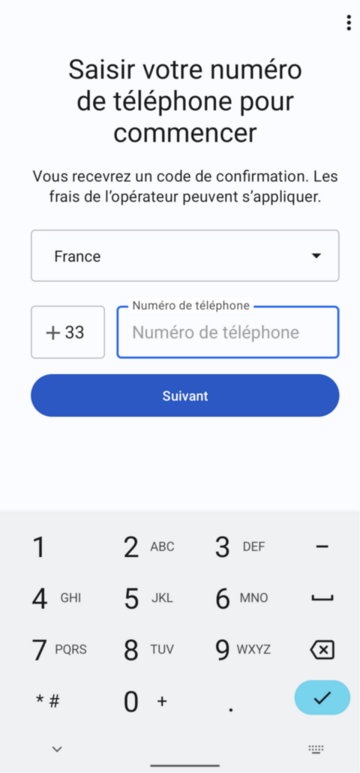 Saisir votre numéro
de téléphone pour
commencer
Vous recevrez un code de confirmation. Les
frais de l'opérateur peuvent s'appliquer.
France
Numéro de téléphone
+ 33 Numéro de téléphone
Suivant
1 2 ABC 3 DEF –
4 GHI 5 JKL 6 MNO
7 PQRS 8 TUV 9 WXYZ
* # 0 + .